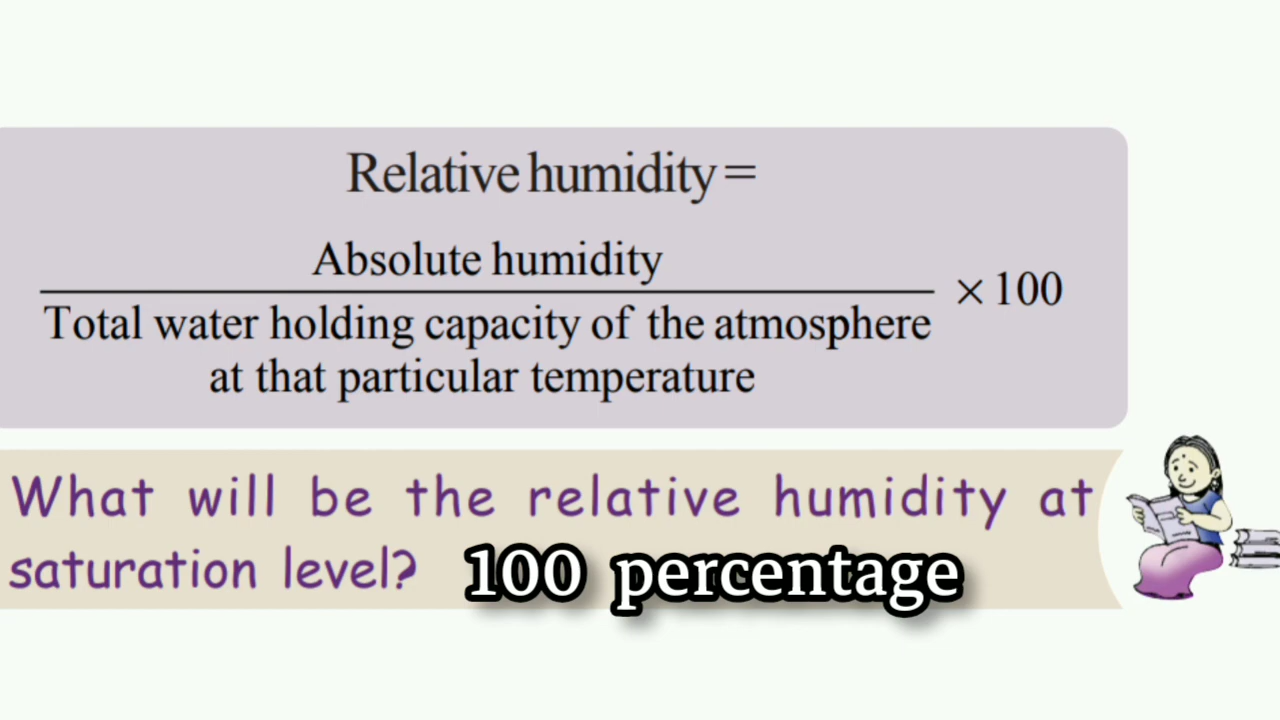 Relative humidity =
Absolute humidity
× 100
Total water holding capacity of the atmosphere
at that particular temperature
What will be the relative humidity at
saturation level? 100 percentage